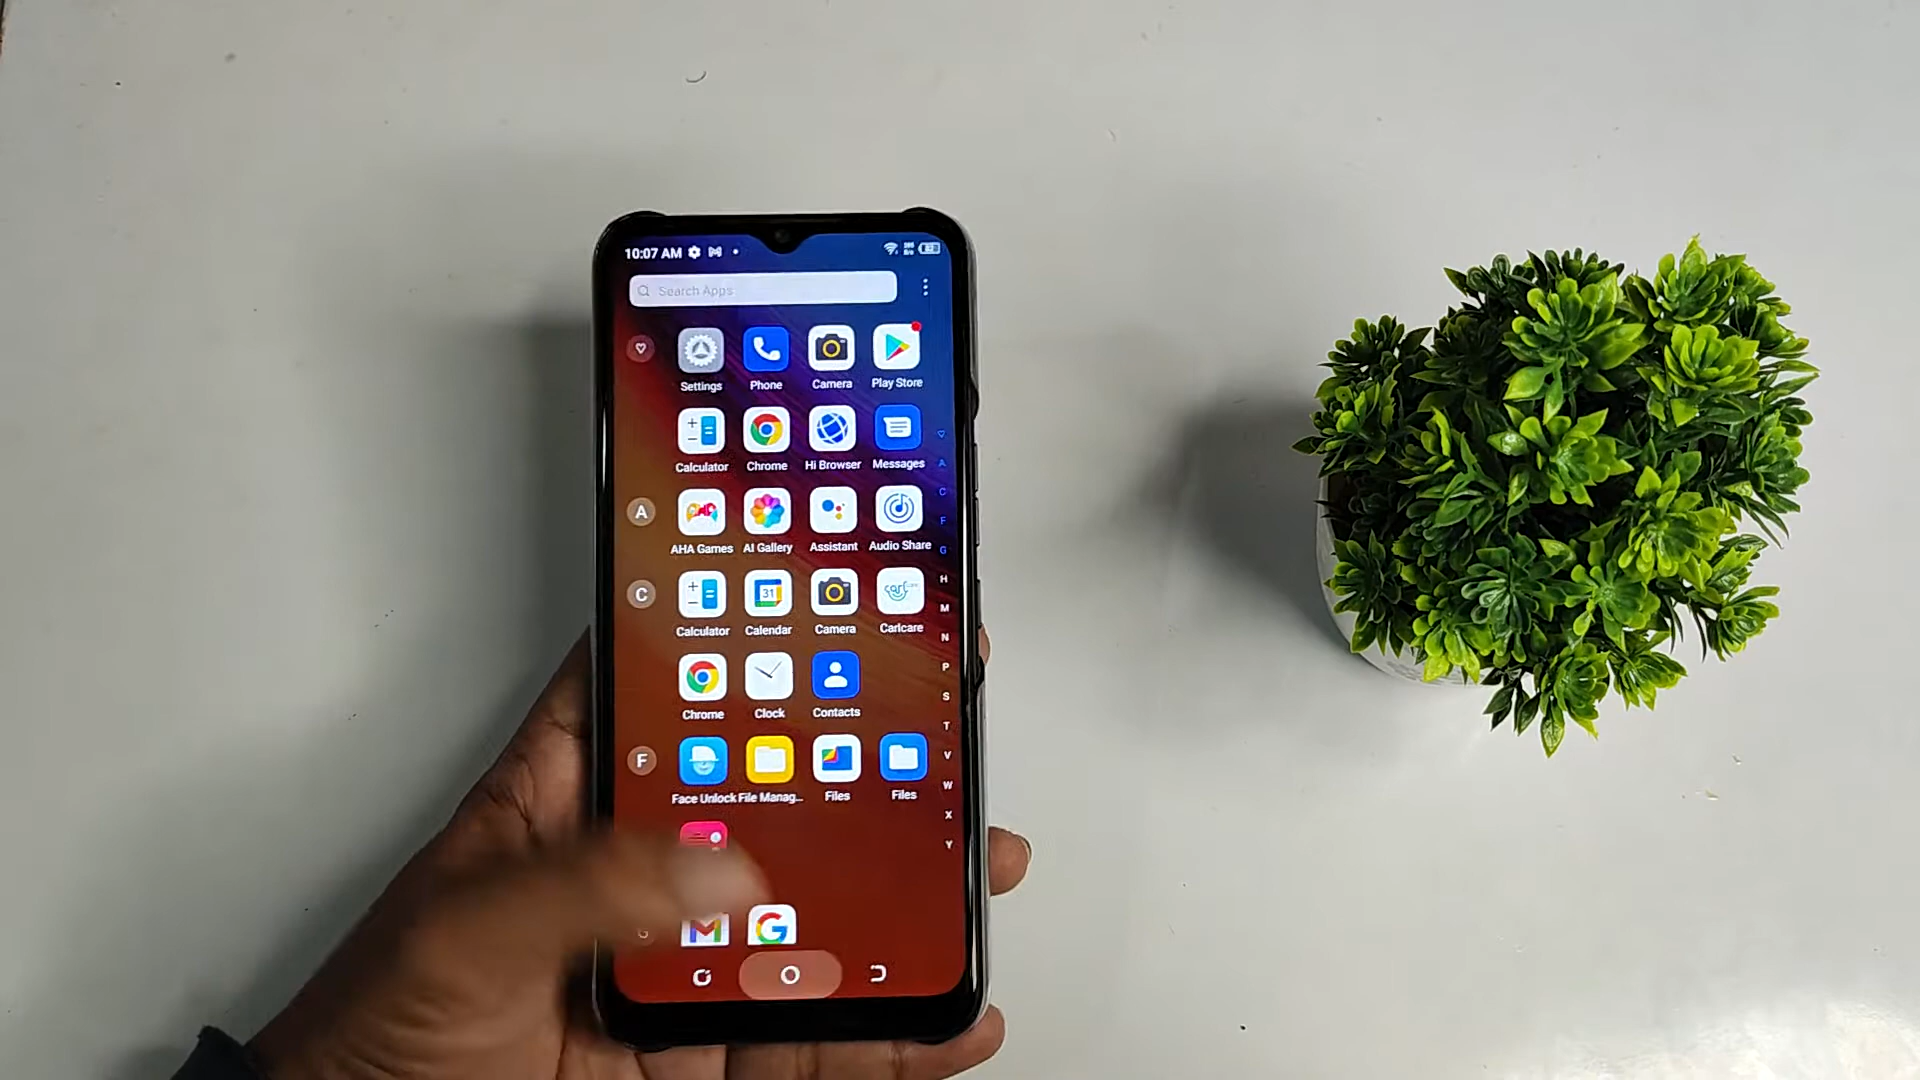 10:07 AM
Search Apps
Settings Phone Camera Play Store
Calculator Chrome Hi Browser Messages
A
AHA Games AI Gallery Assistant Audio Share
C
31
Calculator Calendar Camera Carlcare
Chrome Clock Contacts
F
Face Unlock File Manag... Files Files
G
A
C
F
G
H
M
N
P
S
T
V
W
X
Y